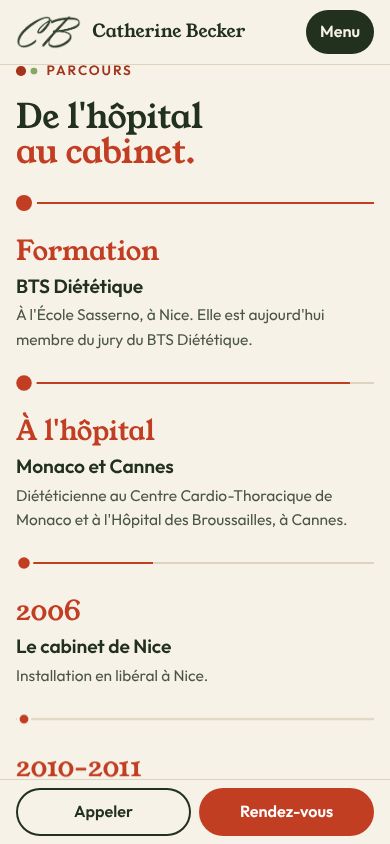 CB
Catherine Becker
Menu
PARCOURS
De l'hôpital
au cabinet.
Formation
BTS Diététique
À l'École Sasserno, à Nice. Elle est aujourd'hui
membre du jury du BTS Diététique.
À l'hôpital
Monaco et Cannes
Diététicienne au Centre Cardio-Thoracique de
Monaco et à l'Hôpital des Broussailles, à Cannes.
2006
Le cabinet de Nice
Installation en libéral à Nice.
2010–2011
Appeler
Rendez-vous